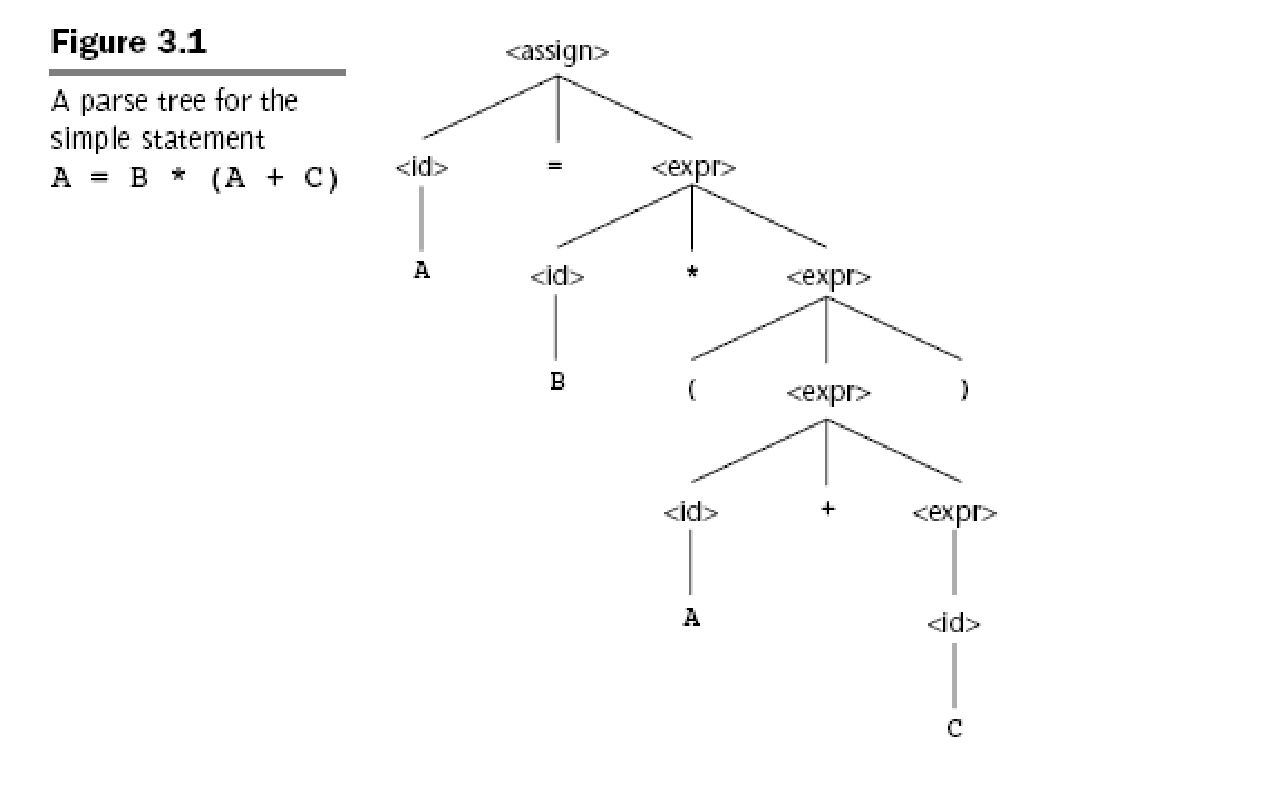 Figure 3.1
A parse tree for the
simple statement
A = B * (A + C)
<assign>
<id> = <expr>
A <id> * <expr>
B ( <expr> )
<id> + <expr>
A <id>
C